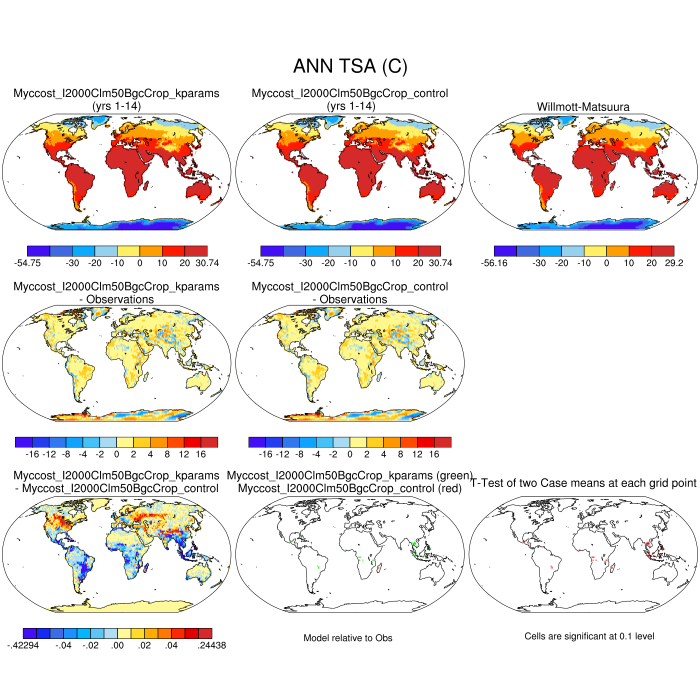 ANN TSA (C)
Myccost_I2000Clm50BgcCrop_kparams
(yrs 1-14)
Myccost_I2000Clm50BgcCrop_control
(yrs 1-14)
Willmott-Matsuura
-54.75 -30 -20 -10 0 10 20 30.74
-54.75 -30 -20 -10 0 10 20 30.74
-56.16 -30 -20 -10 0 10 20 29.2
Myccost_I2000Clm50BgcCrop_kparams
- Observations
Myccost_I2000Clm50BgcCrop_control
- Observations
-16 -12 -8 -4 -2 0 2 4 8 12 16
-16 -12 -8 -4 -2 0 2 4 8 12 16
Myccost_I2000Clm50BgcCrop_kparams
- Myccost_I2000Clm50BgcCrop_control
Myccost_I2000Clm50BgcCrop_kparams (green)
Myccost_I2000Clm50BgcCrop_control (red)
T-Test of two Case means at each grid point
-.42294 -.04 -.02 .00 .02 .04 .24438
Model relative to Obs
Cells are significant at 0.1 level